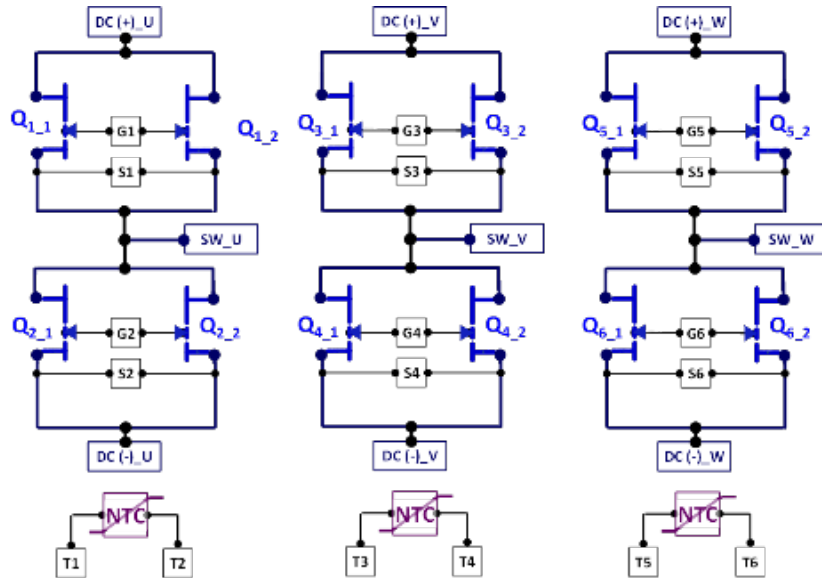 DC (+)_U DC (+)_V DC (+)_W
Q1_1 G1 Q1_2 Q3_1 G3 Q3_2 Q5_1 G5 Q5_2
S1 S3 S5
SW_U SW_V SW_W
Q2_1 G2 Q2_2 Q4_1 G4 Q4_2 Q6_1 G6 Q6_2
S2 S4 S6
DC (-)_U DC (-)_V DC (-)_W
NTC NTC NTC
T1 T2 T3 T4 T5 T6